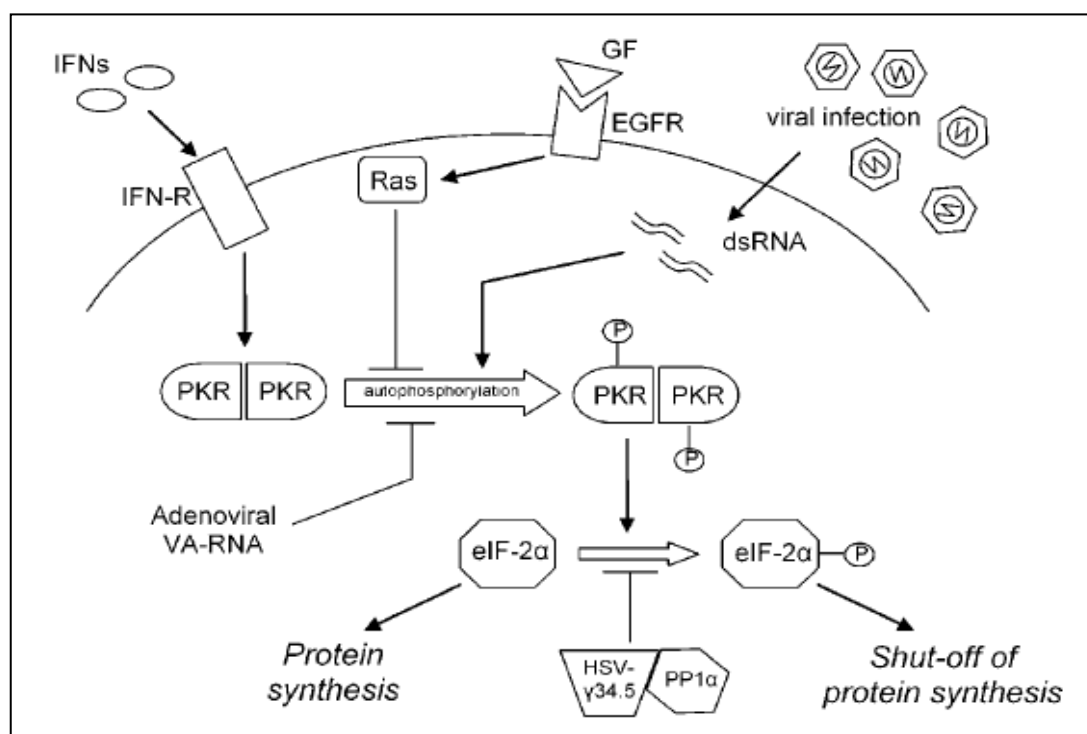 IFNs
GF
EGFR
viral infection
IFN-R
Ras
dsRNA
P
PKR
PKR
autophosphorylation
PKR
PKR
P
Adenoviral
VA-RNA
eIF-2α
eIF-2α
P
Protein
synthesis
HSV-
γ34.5
PP1α
Shut-off of
protein synthesis